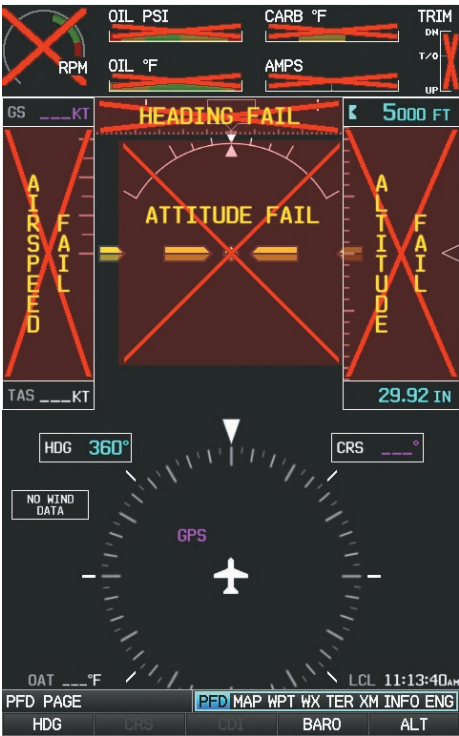 OIL PSI
CARB °F
TRIM
DN
RPM
T/O
OIL °F
AMPS
UP
GS ___KT
HEADING FAIL
5000 FT
AIRSPEED FAIL
ATTITUDE FAIL
ALTITUDE FAIL
TAS ___KT
29.92 IN
HDG 360°
CRS ___°
NO WIND
DATA
GPS
OAT ___°F
LCL 11:13:40AM
PFD PAGE
PFD MAP WPT WX TER XM INFO ENG
HDG
CRS
CDI
BARO
ALT